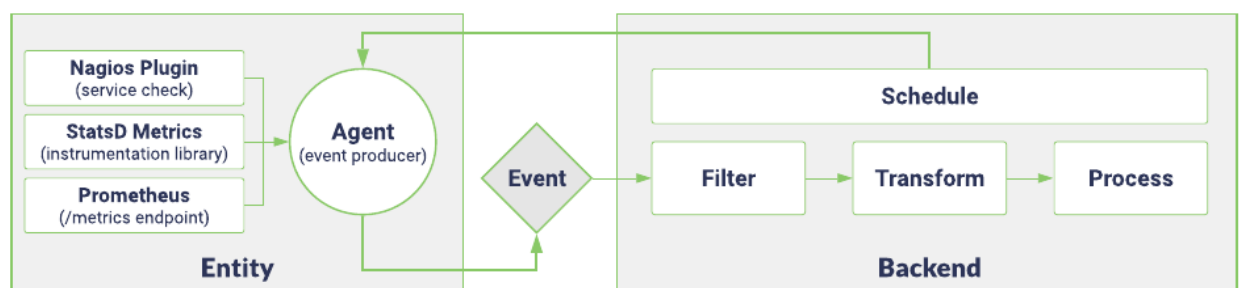 Nagios Plugin
(service check)
StatsD Metrics
(instrumentation library)
Prometheus
(/metrics endpoint)
Agent
(event producer)
Entity
Event
Schedule
Filter
Transform
Process
Backend